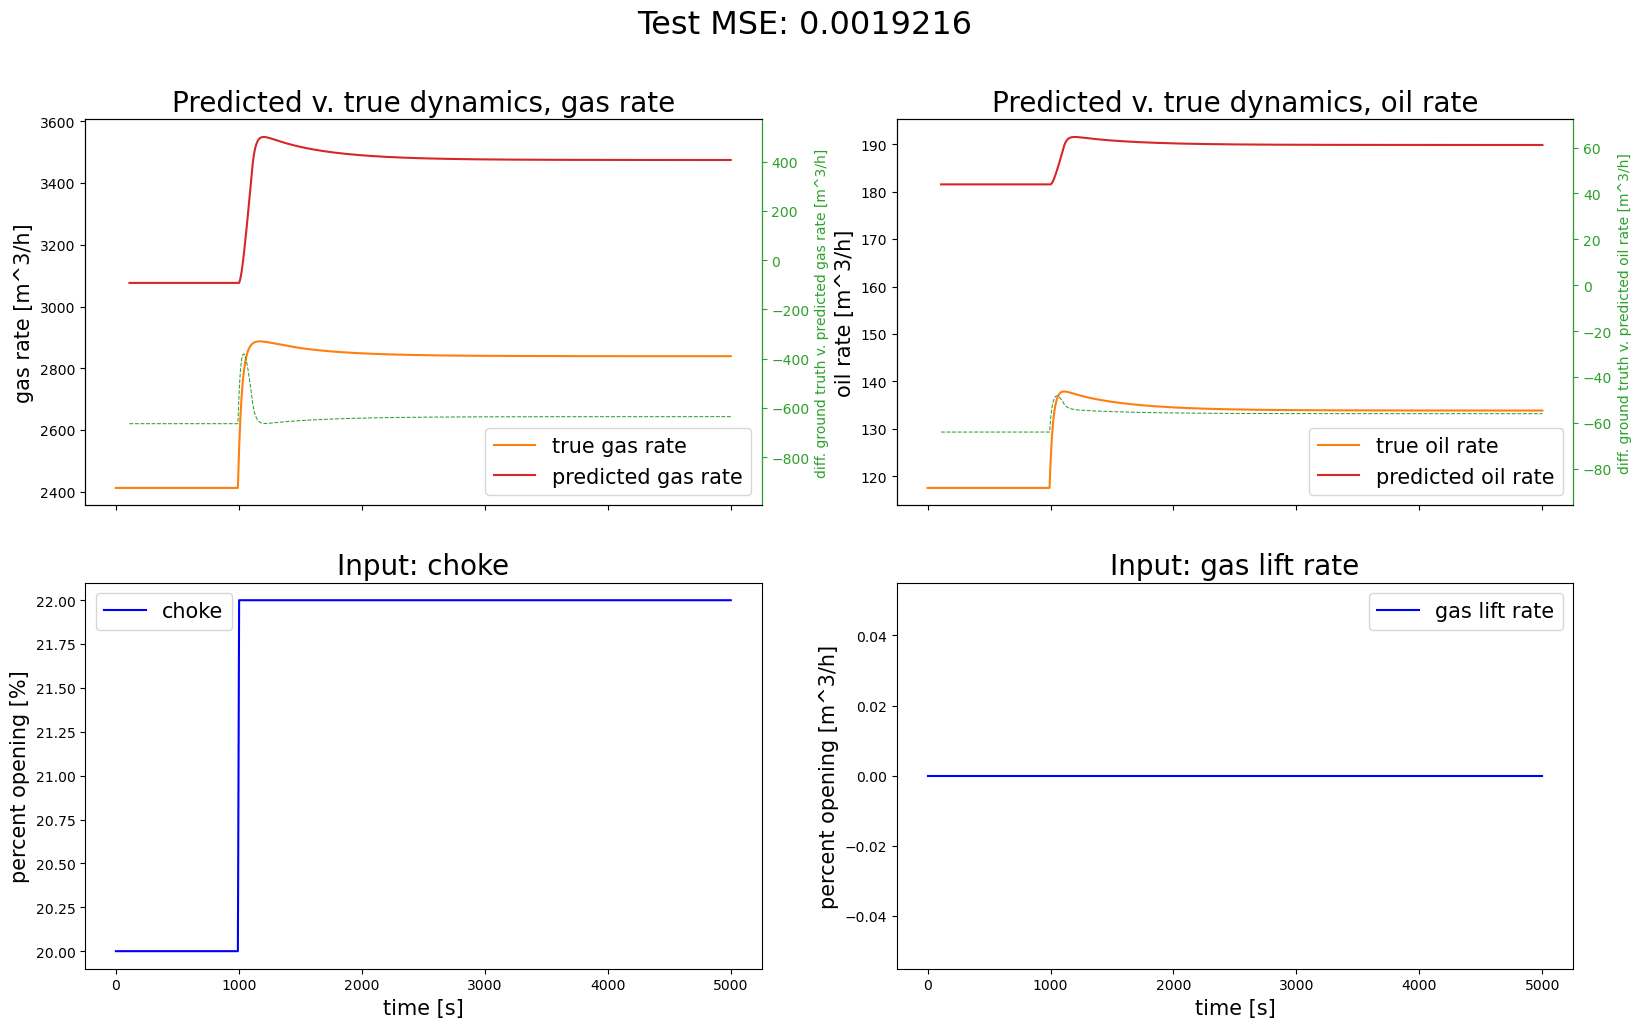 Test MSE: 0.0019216
Predicted v. true dynamics, gas rate
3600
3400
3200
3000
2800
2600
2400
gas rate [m^3/h]
400
200
0
−200
−400
−600
−800
diff. ground truth v. predicted gas rate [m^3/h]
true gas rate
predicted gas rate
Predicted v. true dynamics, oil rate
190
180
170
160
150
140
130
120
oil rate [m^3/h]
60
40
20
0
−20
−40
−60
−80
diff. ground truth v. predicted oil rate [m^3/h]
true oil rate
predicted oil rate
Input: choke
22.00
21.75
21.50
21.25
21.00
20.75
20.50
20.25
20.00
percent opening [%]
choke
0 1000 2000 3000 4000 5000
time [s]
Input: gas lift rate
0.04
0.02
0.00
−0.02
−0.04
percent opening [m^3/h]
gas lift rate
0 1000 2000 3000 4000 5000
time [s]